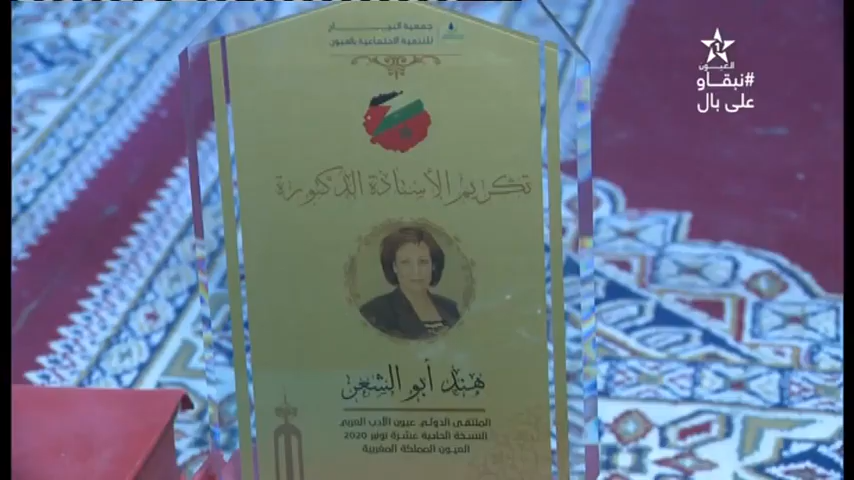 جمعية
للتنمية الاجتماعية بالعيون
تكريم الأستاذة الدكتورة
هند أبو الشعر
الملتقى الدولي عيون الأدب العربي
النسخة الحادية عشرة نونبر 2020
العيون المملكة المغربية
العيون
#نبقاو
على بال